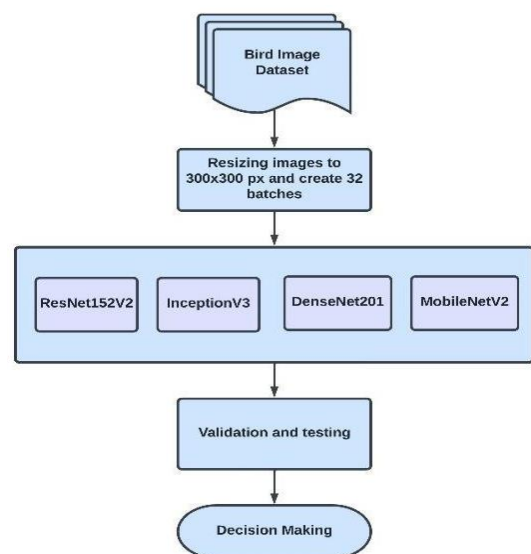 Bird Image
Dataset
Resizing images to
300x300 px and create 32
batches
ResNet152V2
InceptionV3
DenseNet201
MobileNetV2
Validation and testing
Decision Making